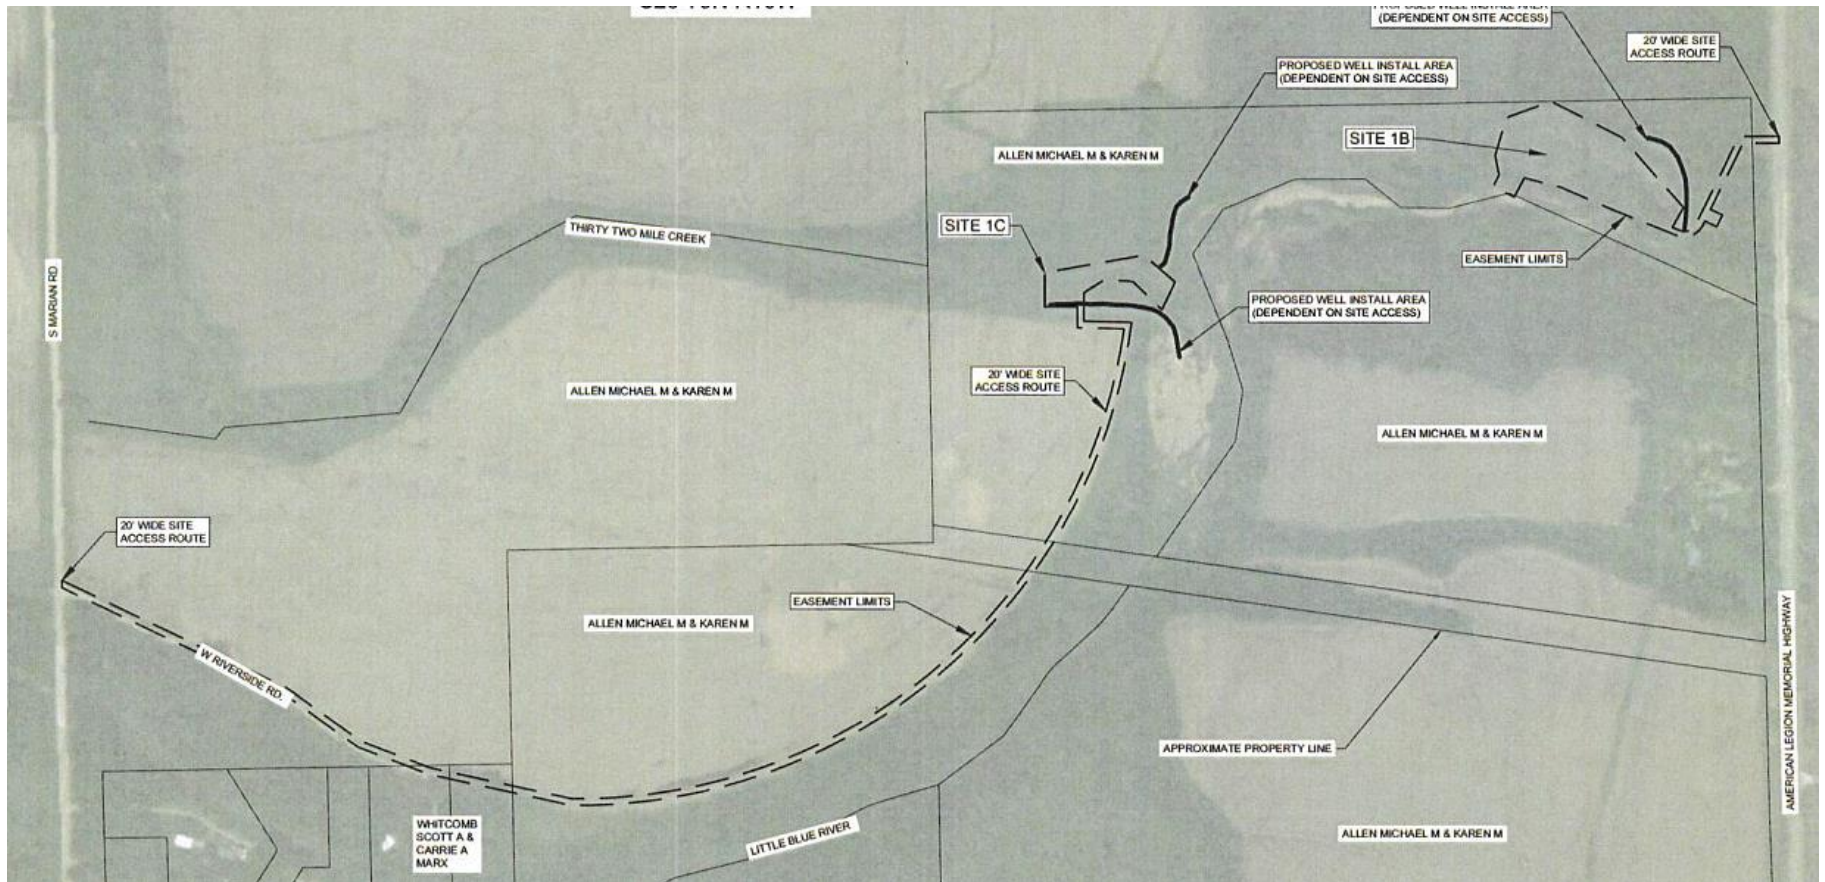 (DEPENDENT ON SITE ACCESS)
20' WIDE SITE
ACCESS ROUTE
PROPOSED WELL INSTALL AREA
(DEPENDENT ON SITE ACCESS)
SITE 1B
ALLEN MICHAEL M & KAREN M
SITE 1C
THIRTY TWO MILE CREEK
EASEMENT LIMITS
S MARIAN RD.
PROPOSED WELL INSTALL AREA
(DEPENDENT ON SITE ACCESS)
20' WIDE SITE
ACCESS ROUTE
ALLEN MICHAEL M & KAREN M
ALLEN MICHAEL M & KAREN M
20' WIDE SITE
ACCESS ROUTE
EASEMENT LIMITS
ALLEN MICHAEL M & KAREN M
W RIVERSIDE RD.
AMERICAN LEGION MEMORIAL HIGHWAY
APPROXIMATE PROPERTY LINE
WHITCOMB
SCOTT A &
CARRIE A
MARX
LITTLE BLUE RIVER
ALLEN MICHAEL M & KAREN M